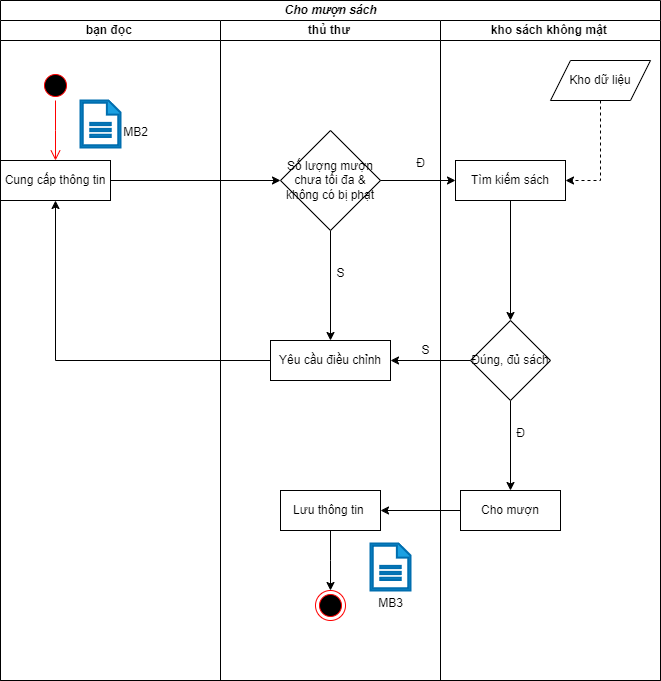 Cho mượn sách
bạn đọc
thủ thư
kho sách không mật
Kho dữ liệu
MB2
Cung cấp thông tin
Số lượng mượn
chưa tối đa &
không có bị phạt
Đ
Tìm kiếm sách
S
Yêu cầu điều chỉnh
S
Đúng, đủ sách
Đ
Lưu thông tin
Cho mượn
MB3